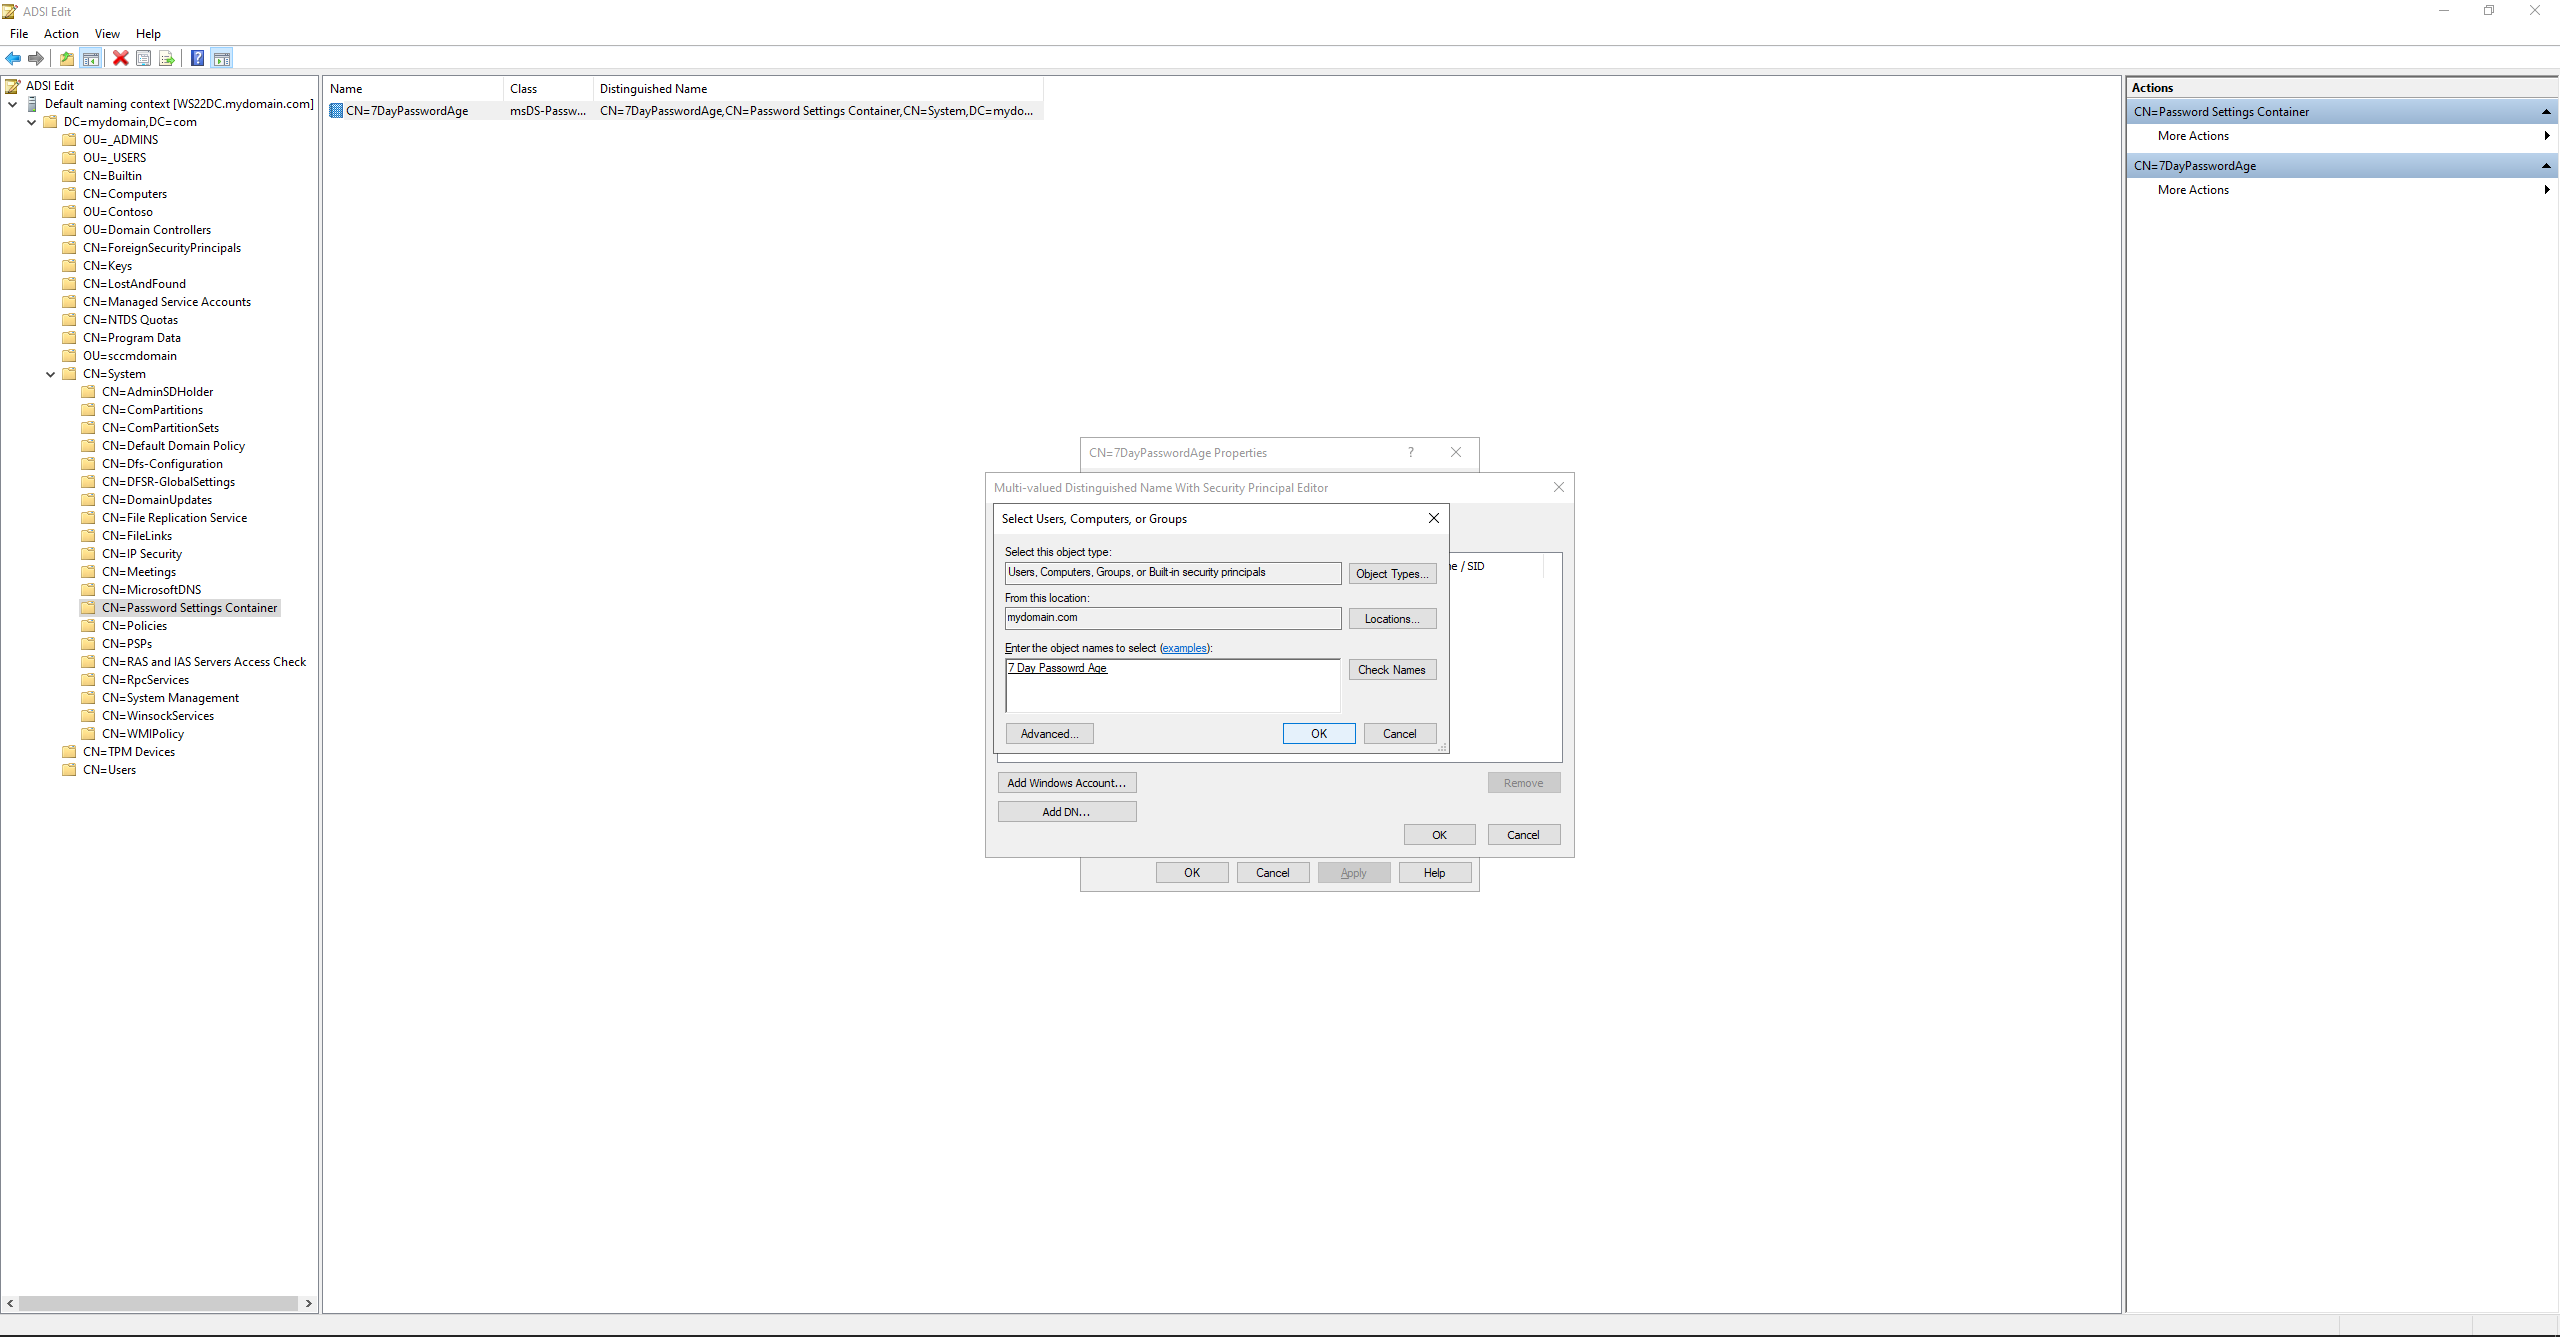 ADSI Edit
File Action View Help
ADSI Edit
Default naming context [WS22DC.mydomain.com]
DC=mydomain,DC=com
OU=_ADMINS
OU=_USERS
CN=Builtin
CN=Computers
OU=Contoso
OU=Domain Controllers
CN=ForeignSecurityPrincipals
CN=Keys
CN=LostAndFound
CN=Managed Service Accounts
CN=NTDS Quotas
CN=Program Data
OU=sccmdomain
CN=System
CN=AdminSDHolder
CN=ComPartitions
CN=ComPartitionSets
CN=Default Domain Policy
CN=Dfs-Configuration
CN=DFSR-GlobalSettings
CN=DomainUpdates
CN=File Replication Service
CN=FileLinks
CN=IP Security
CN=Meetings
CN=MicrosoftDNS
CN=Password Settings Container
CN=Policies
CN=PSPs
CN=RAS and IAS Servers Access Check
CN=RpcServices
CN=System Management
CN=WinsockServices
CN=WMIPolicy
CN=TPM Devices
CN=Users
Name Class Distinguished Name
CN=7DayPasswordAge msDS-Passw... CN=7DayPasswordAge,CN=Password Settings Container,CN=System,DC=mydo...
CN=7DayPasswordAge Properties ?
Multi-valued Distinguished Name With Security Principal Editor
Select Users, Computers, or Groups
Select this object type:
Users, Computers, Groups, or Built-in security principals Object Types...
e / SID
From this location:
mydomain.com Locations...
Enter the object names to select (examples):
7 Day Passowrd Age Check Names
Advanced... OK Cancel
Add Windows Account... Remove
Add DN...
OK Cancel
OK Cancel Apply Help
Actions
CN=Password Settings Container
More Actions
CN=7DayPasswordAge
More Actions